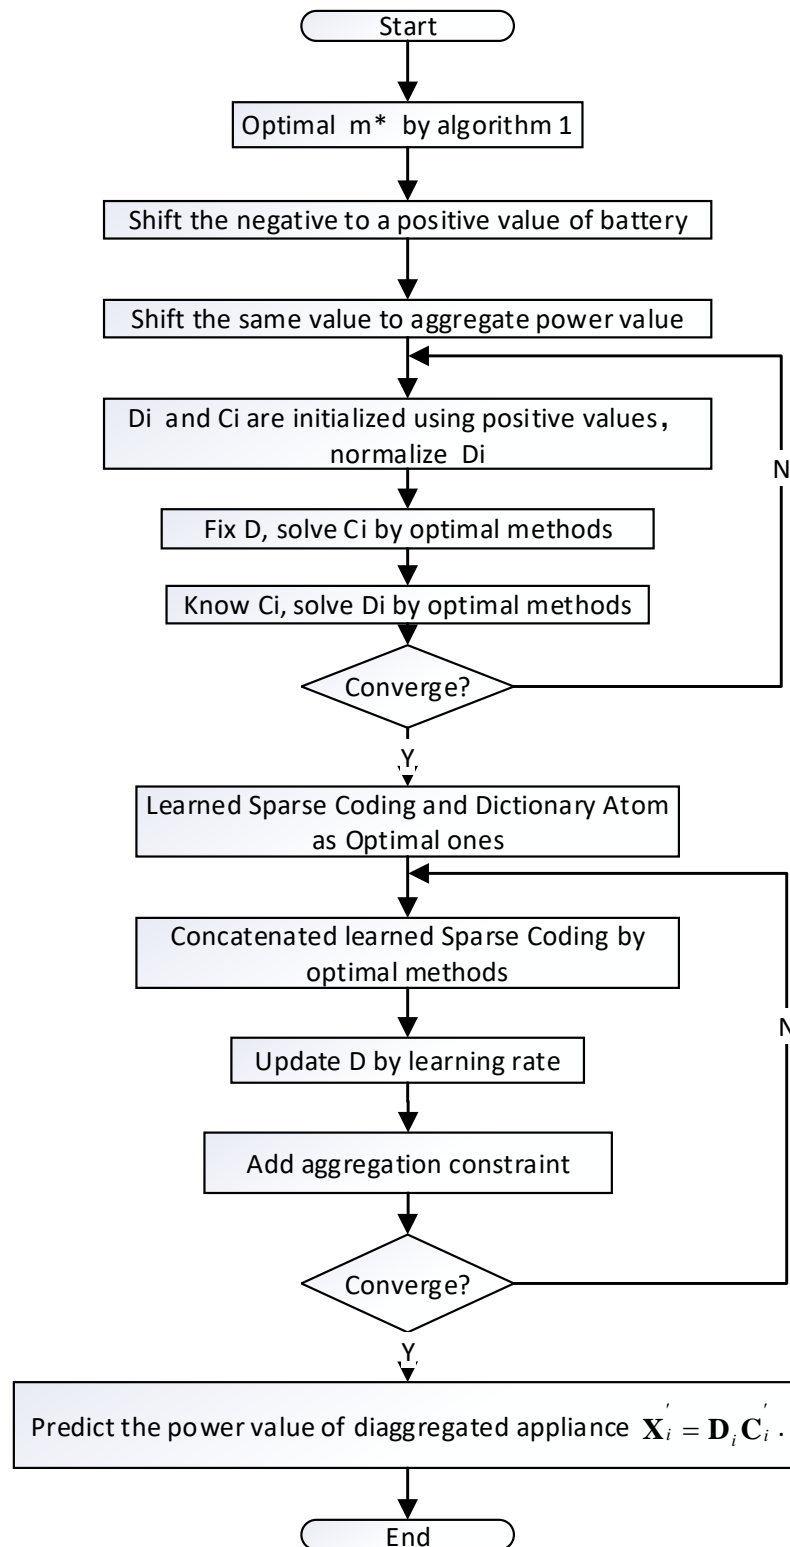 Start
Optimal m* by algorithm 1
Shift the negative to a positive value of battery
Shift the same value to aggregate power value
Di and Ci are initialized using positive values，
normalize Di
N
Fix D, solve Ci by optimal methods
Know Ci, solve Di by optimal methods
Converge?
Y
Learned Sparse Coding and Dictionary Atom
as Optimal ones
Concatenated learned Sparse Coding by
optimal methods
N
Update D by learning rate
Add aggregation constraint
Converge?
Y
Predict the power value of diaggregated appliance X'ᵢ = DᵢC'ᵢ .
End